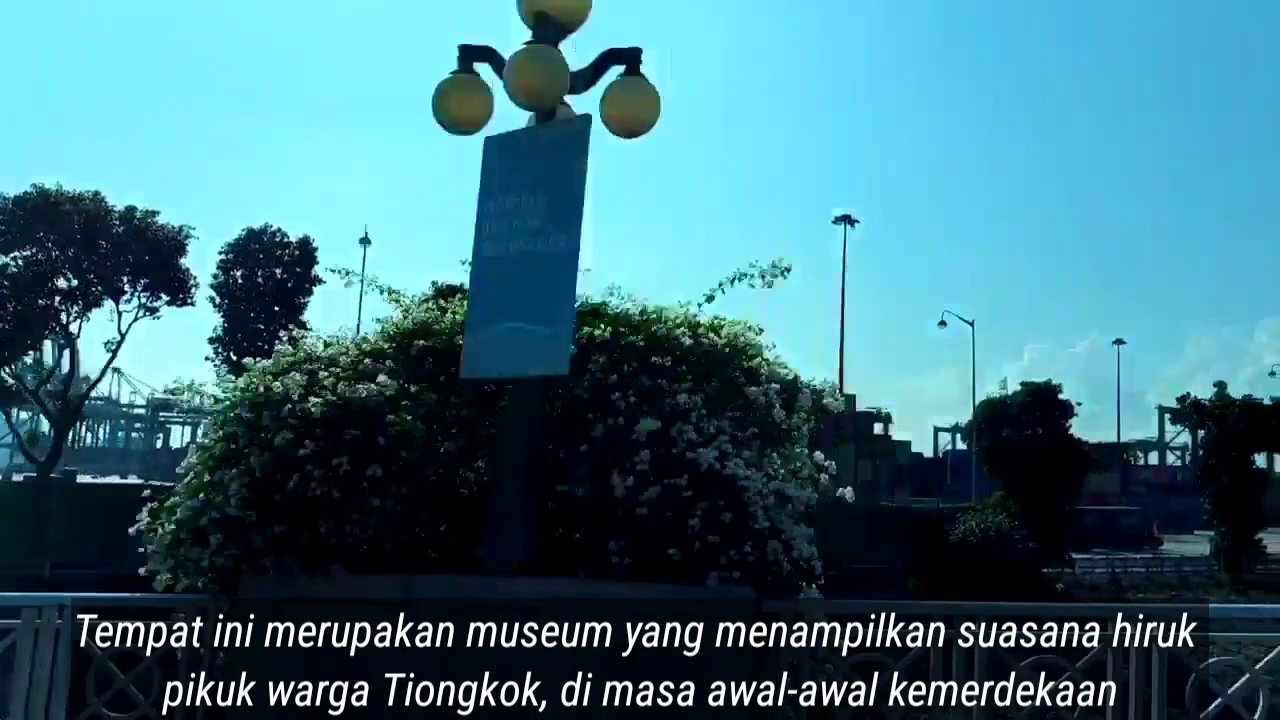 Tempat ini merupakan museum yang menampilkan suasana hiruk
pikuk warga Tiongkok, di masa awal-awal kemerdekaan